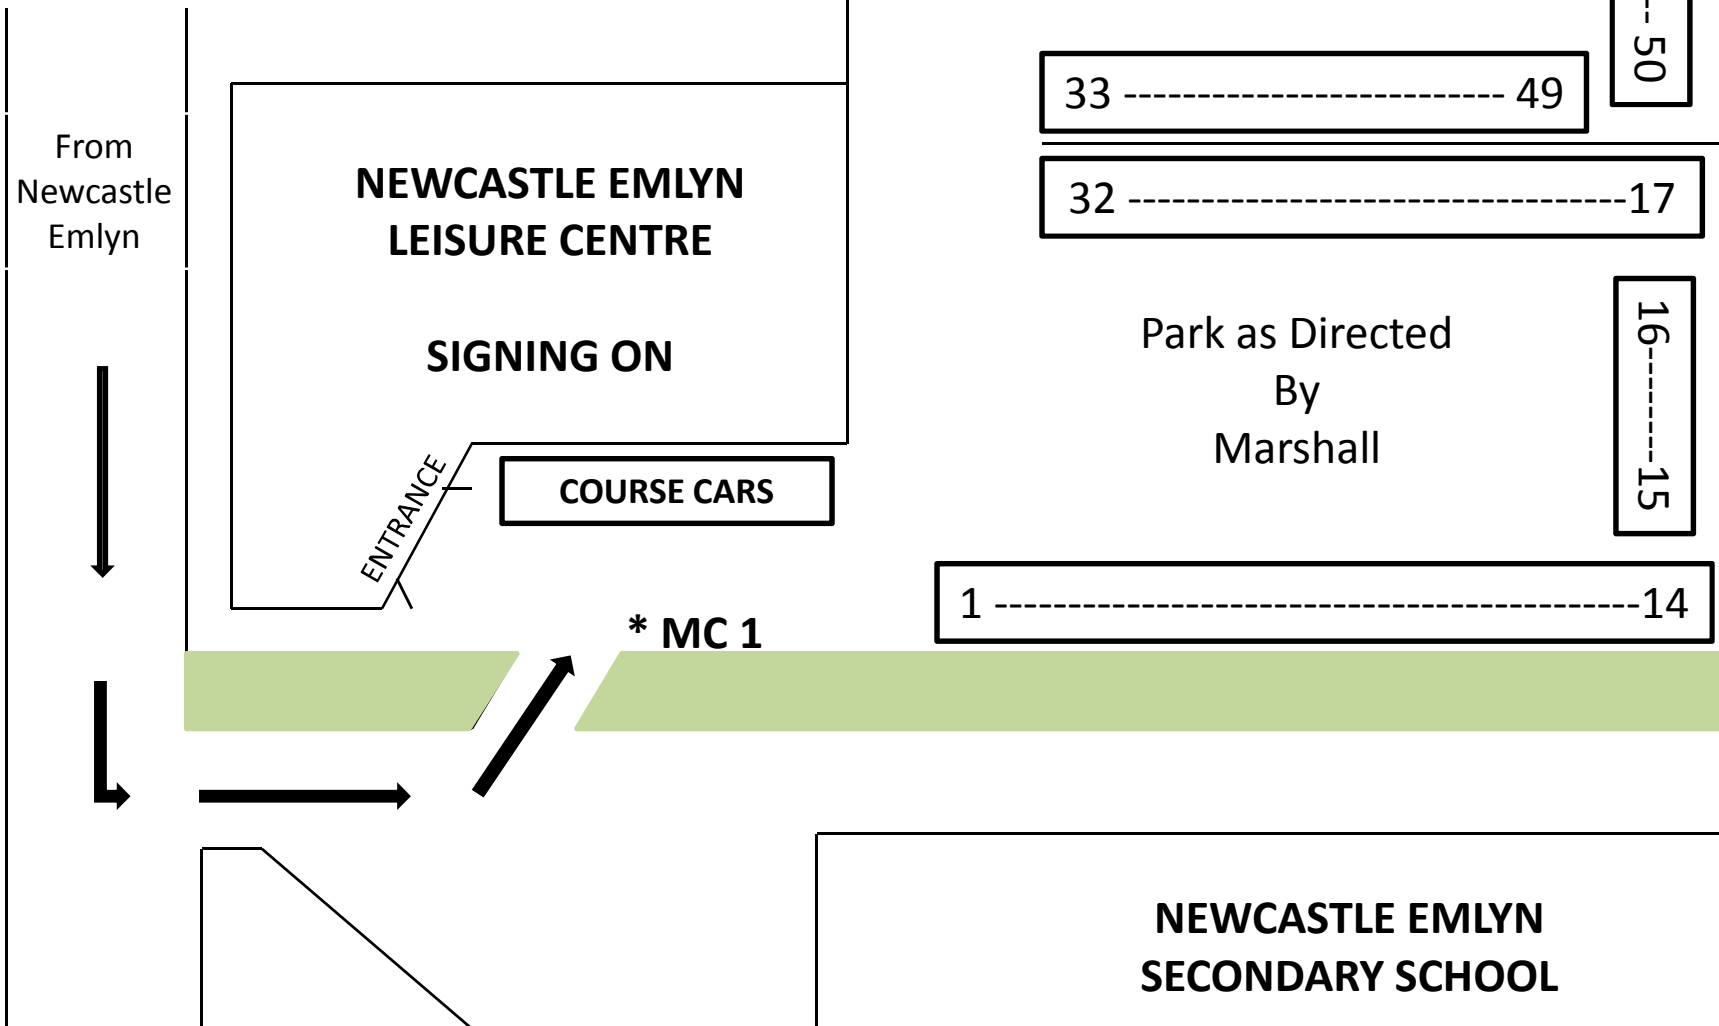 -- 50
33 -------------------------- 49
From
Newcastle
Emlyn
NEWCASTLE EMLYN
LEISURE CENTRE
32 ----------------------------------17
SIGNING ON
Park as Directed
By
Marshall
16---------15
ENTRANCE
COURSE CARS
1 --------------------------------------------14
* MC 1
NEWCASTLE EMLYN
SECONDARY SCHOOL